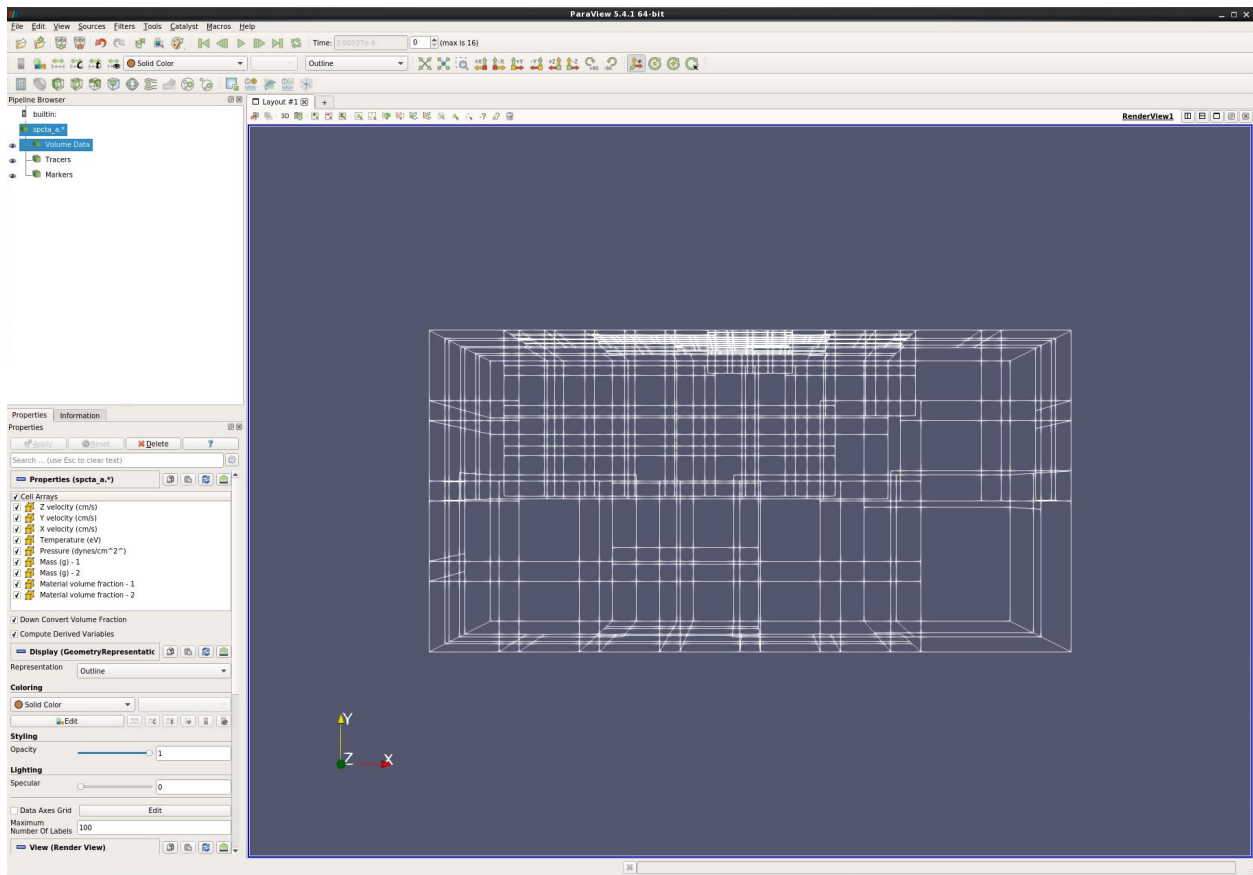 ParaView 5.4.1 64-bit
File Edit View Sources Filters Tools Catalyst Macros Help
Time: 2.00527e-6 0 (max is 16)
Solid Color Outline
Pipeline Browser
builtin:
spcta_a.*
Volume Data
Tracers
Markers
Layout #1 +
3D RenderView1
Properties Information
Properties
Apply Reset Delete ?
Search ... (use Esc to clear text)
Properties (spcta_a.*)
Cell Arrays
Z velocity (cm/s)
Y velocity (cm/s)
X velocity (cm/s)
Temperature (eV)
Pressure (dynes/cm^2^)
Mass (g) - 1
Mass (g) - 2
Material volume fraction - 1
Material volume fraction - 2
Down Convert Volume Fraction
Compute Derived Variables
Display (GeometryRepresentatic
Representation Outline
Coloring
Solid Color
Edit
Styling
Opacity 1
Lighting
Specular 0
Data Axes Grid Edit
Maximum
Number Of Labels 100
View (Render View)
Y
Z X